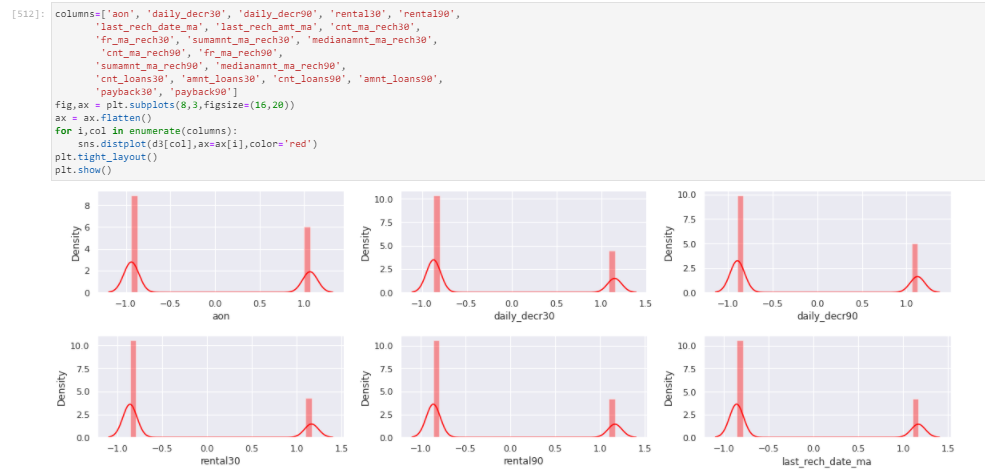 [512]: columns=['aon', 'daily_decr30', 'daily_decr90', 'rental30', 'rental90',
'last_rech_date_ma', 'last_rech_amt_ma', 'cnt_ma_rech30',
'fr_ma_rech30', 'sumamnt_ma_rech30', 'medianamnt_ma_rech30',
'cnt_ma_rech90', 'fr_ma_rech90',
'sumamnt_ma_rech90', 'medianamnt_ma_rech90',
'cnt_loans30', 'amnt_loans30', 'cnt_loans90', 'amnt_loans90',
'payback30', 'payback90']
fig,ax = plt.subplots(8,3,figsize=(16,20))
ax = ax.flatten()
for i,col in enumerate(columns):
sns.distplot(d3[col],ax=ax[i],color='red')
plt.tight_layout()
plt.show()
Density
8
6
4
2
0
−1.0 −0.5 0.0 0.5 1.0
aon
Density
10.0
7.5
5.0
2.5
0.0
−1.0 −0.5 0.0 0.5 1.0 1.5
daily_decr30
Density
10.0
7.5
5.0
2.5
0.0
−1.0 −0.5 0.0 0.5 1.0
daily_decr90
Density
10.0
7.5
5.0
2.5
0.0
−1.0 −0.5 0.0 0.5 1.0 1.5
rental30
Density
10.0
7.5
5.0
2.5
0.0
−1.0 −0.5 0.0 0.5 1.0 1.5
rental90
Density
10.0
7.5
5.0
2.5
0.0
−1.0 −0.5 0.0 0.5 1.0 1.5
last_rech_date_ma